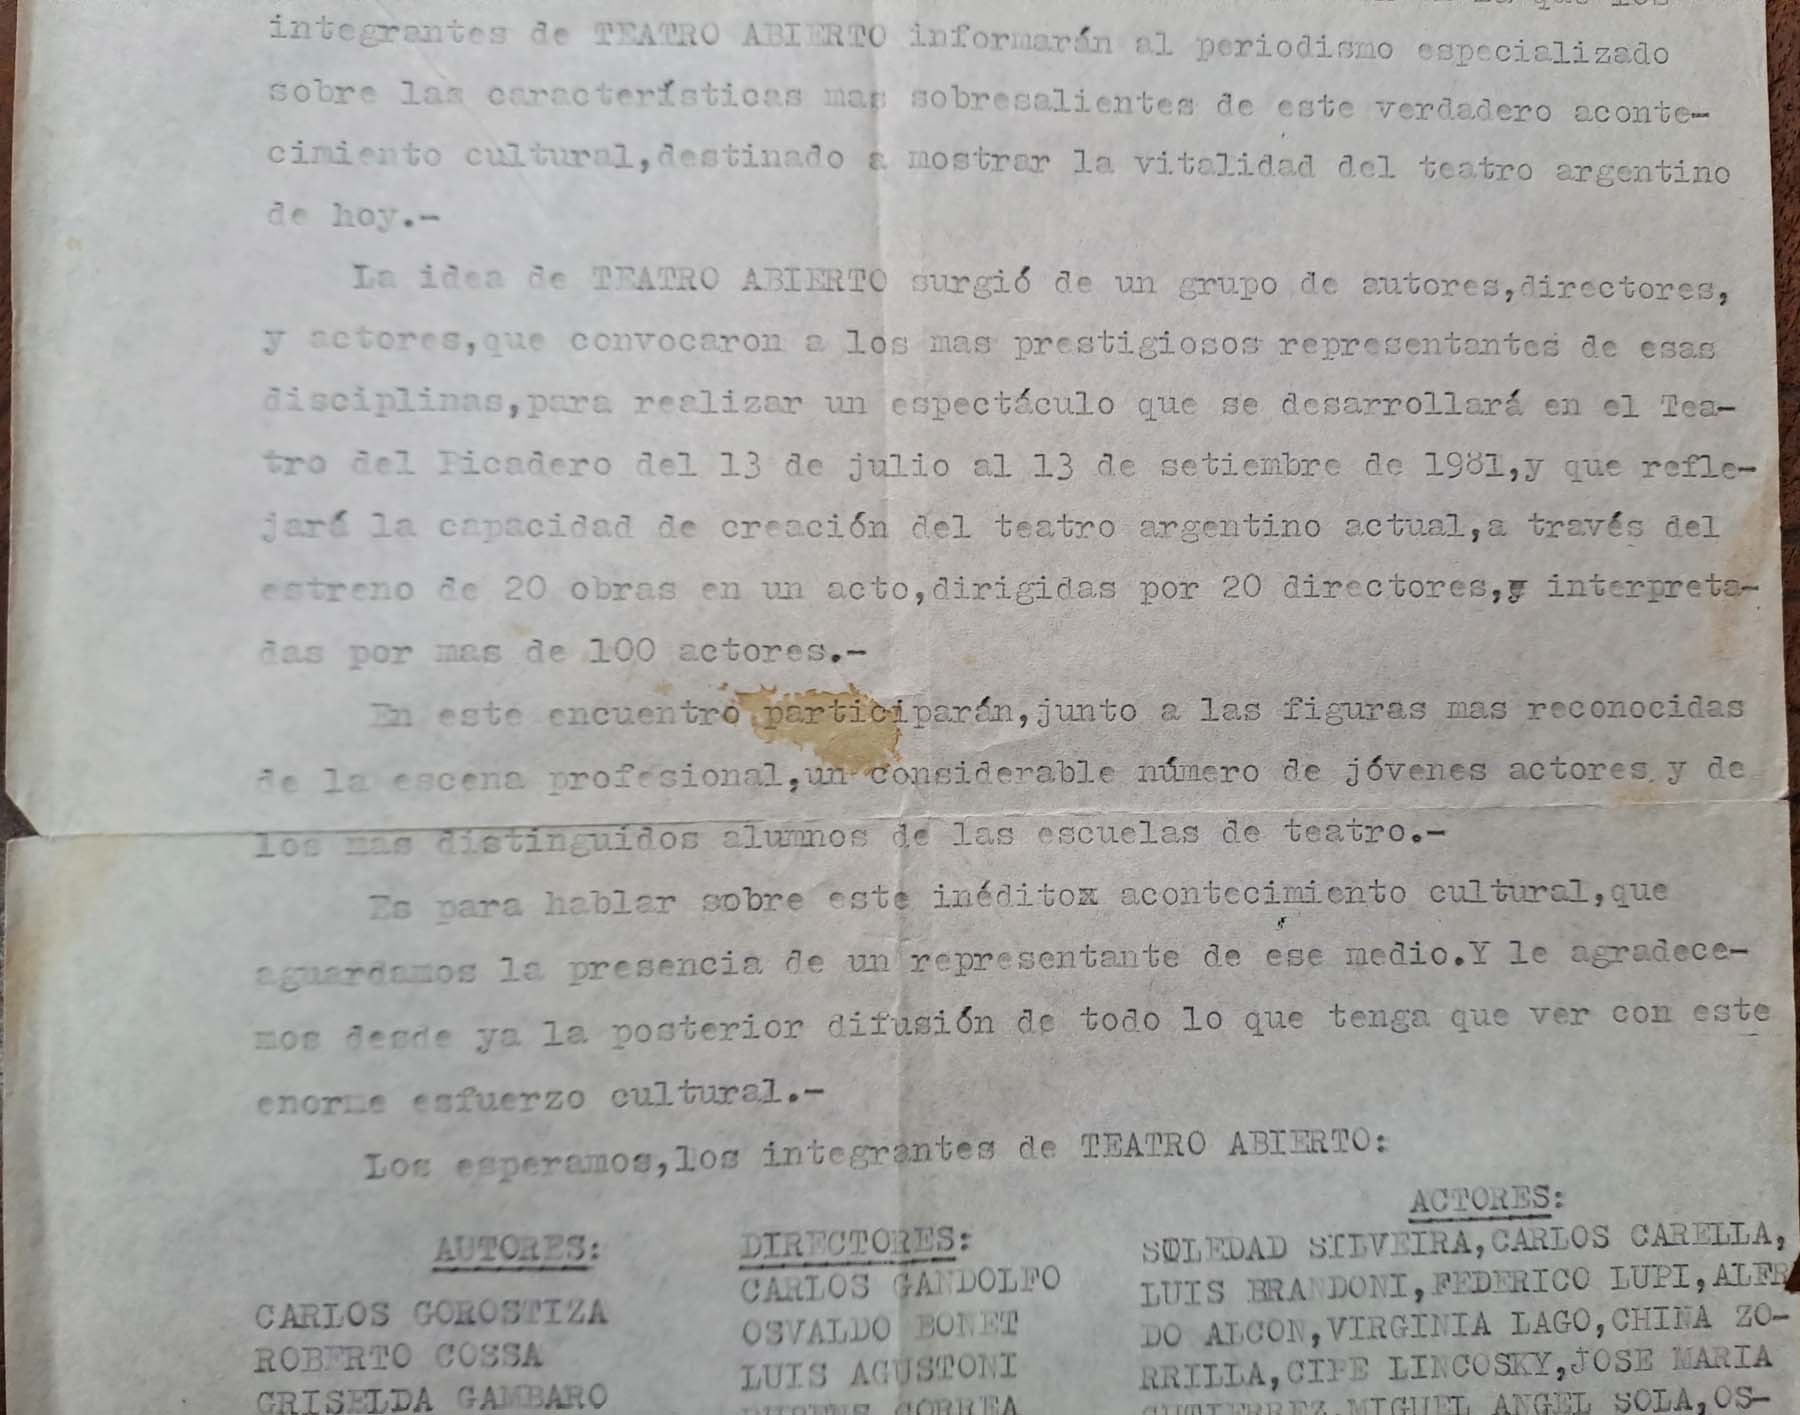 que los
integrantes de TEATRO ABIERTO informarán al periodismo especializado
sobre las características mas sobresalientes de este verdadero aconte-
cimiento cultural,destinado a mostrar la vitalidad del teatro argentino
de hoy.-
La idea de TEATRO ABIERTO surgió de un grupo de autores,directores,
y actores,que convocaron a los mas prestigiosos representantes de esas
disciplinas,para realizar un espectáculo que se desarrollará en el Tea-
tro del Picadero del 13 de julio al 13 de setiembre de 1981,y que refle-
jará la capacidad de creación del teatro argentino actual,a través del
estreno de 20 obras en un acto,dirigidas por 20 directores,y interpreta-
das por mas de 100 actores.-
En este encuentro participarán,junto a las figuras mas reconocidas
de la escena profesional,un considerable número de jóvenes actores y de
los mas distinguidos alumnos de las escuelas de teatro.-
Es para hablar sobre este inéditox acontecimiento cultural,que
aguardamos la presencia de un representante de ese medio.Y le agradece-
mos desde ya la posterior difusión de todo lo que tenga que ver con este
enorme esfuerzo cultural.-
Los esperamos,los integrantes de TEATRO ABIERTO:
AUTORES:
CARLOS GOROSTIZA
ROBERTO COSSA
GRISELDA GAMBARO
DIRECTORES:
CARLOS GANDOLFO
OSVALDO BONET
LUIS AGUSTONI
RUBENS CORREA
ACTORES:
SOLEDAD SILVEIRA,CARLOS CARELLA,
LUIS BRANDONI,FEDERICO LUPI,ALFR
DO ALCON,VIRGINIA LAGO,CHINA ZO-
RRILLA,CIPE LINCOSKY,JOSE MARIA
GUTIERREZ,MIGUEL ANGEL SOLA,OS-